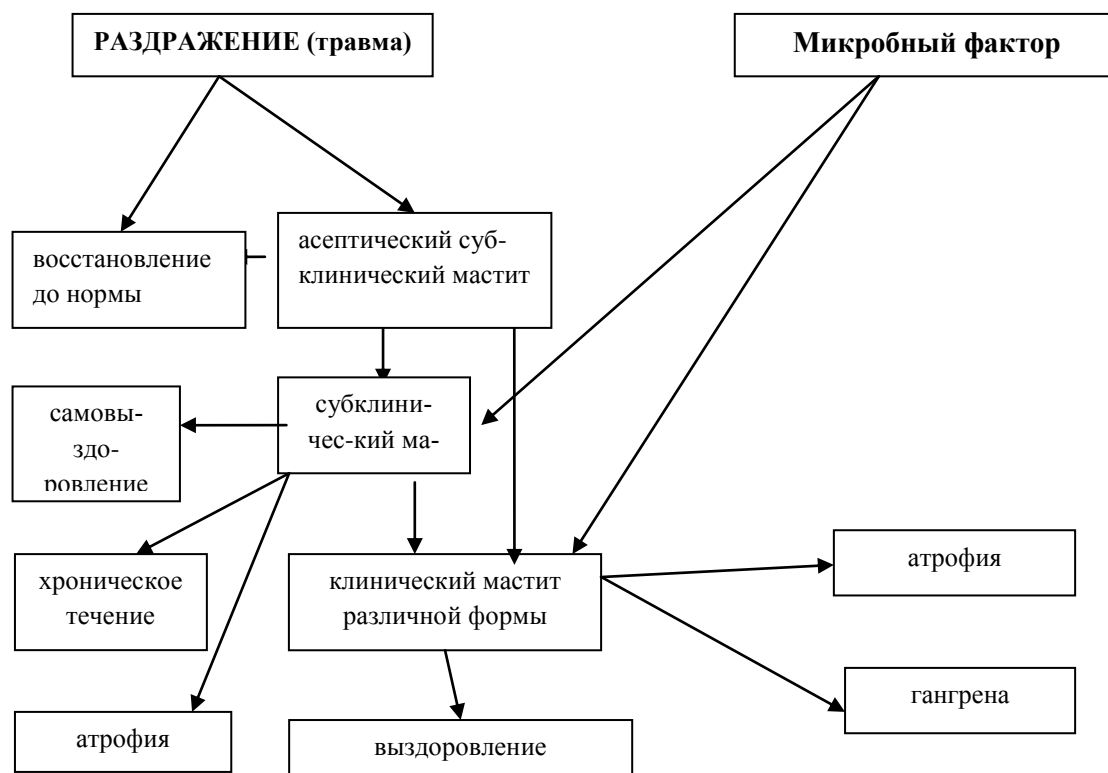 РАЗДРАЖЕНИЕ (травма)
Микробный фактор
восстановление
до нормы
асептический суб-
клинический мастит
самовы-
здо-
ровление
субклини-
чес-кий ма-
хроническое
течение
клинический мастит
различной формы
атрофия
гангрена
атрофия
выздоровление